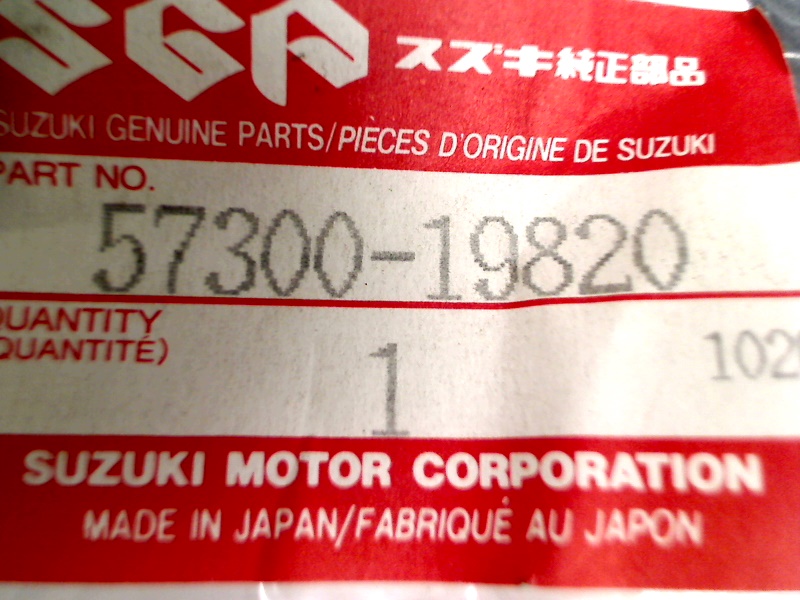 SGP スズキ純正部品
SUZUKI GENUINE PARTS/PIECES D'ORIGINE DE SUZUKI
PART NO.
57300-19820
QUANTITY
(QUANTITÉ)
1
SUZUKI MOTOR CORPORATION
MADE IN JAPAN/FABRIQUÉ AU JAPON